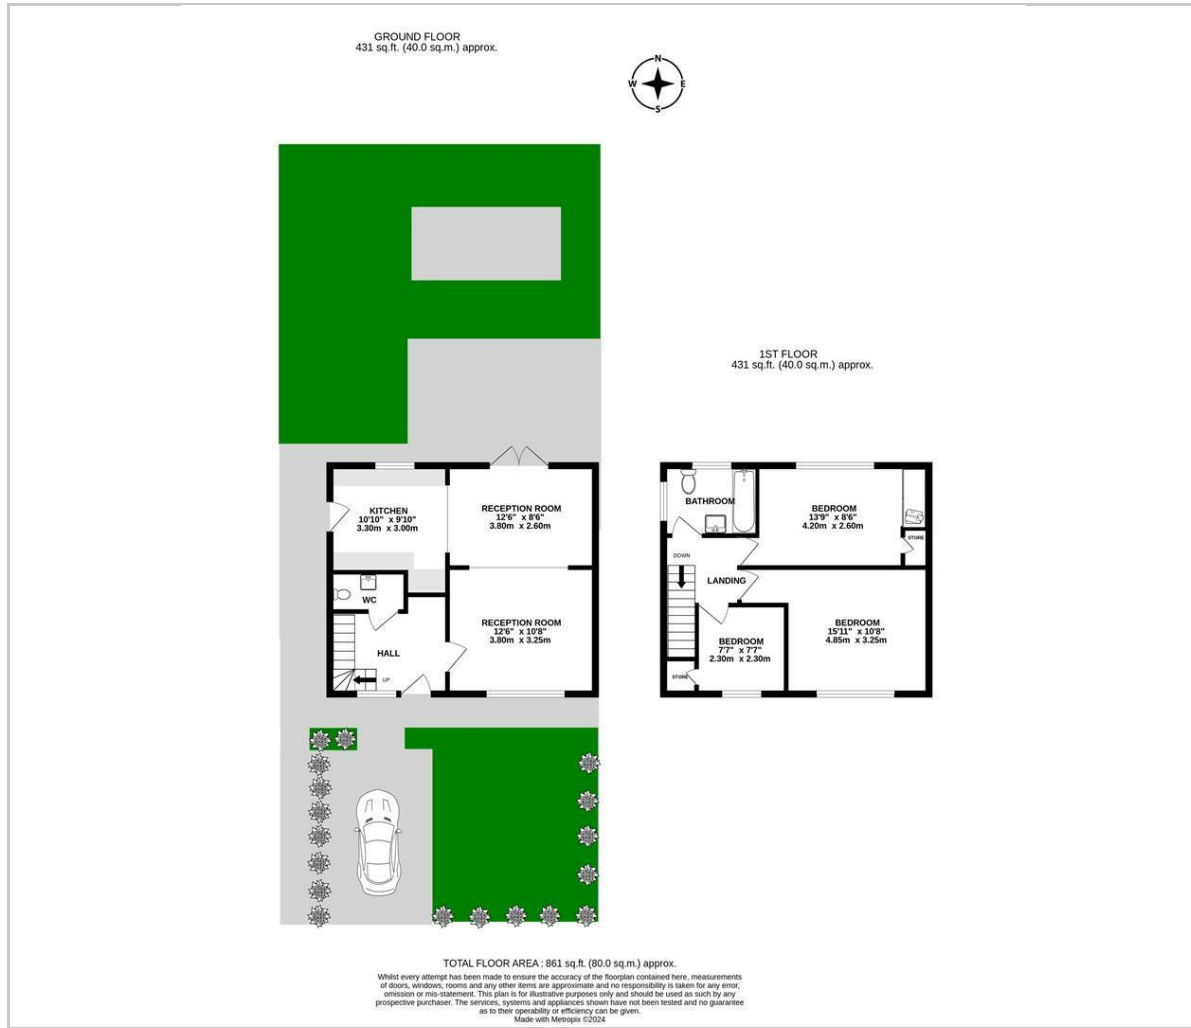 GROUND FLOOR
431 sq.ft. (40.0 sq.m.) approx.
N
W
E
S
1ST FLOOR
431 sq.ft. (40.0 sq.m.) approx.
KITCHEN
10'10" x 9'10"
3.30m x 3.00m
RECEPTION ROOM
12'6" x 8'6"
3.80m x 2.60m
WC
HALL
UP
RECEPTION ROOM
12'6" x 10'8"
3.80m x 3.25m
BATHROOM
BEDROOM
13'9" x 8'6"
4.20m x 2.60m
STORE
DOWN
LANDING
BEDROOM
7'7" x 7'7"
2.30m x 2.30m
BEDROOM
15'11" x 10'8"
4.85m x 3.25m
STORE
TOTAL FLOOR AREA : 861 sq.ft. (80.0 sq.m.) approx.
Whilst every attempt has been made to ensure the accuracy of the floorplan contained here, measurements
of doors, windows, rooms and any other items are approximate and no responsibility is taken for any error,
omission or mis-statement. This plan is for illustrative purposes only and should be used as such by any
prospective purchaser. The services, systems and appliances shown have not been tested and no guarantee
as to their operability or efficiency can be given.
Made with Metropix ©2024